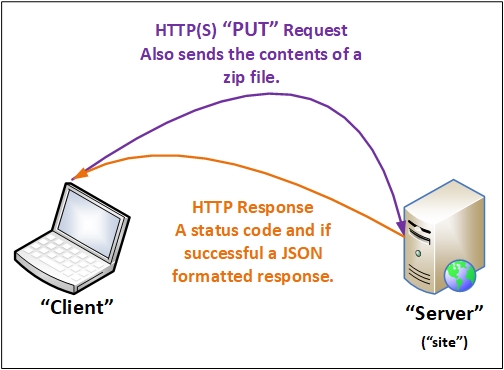 HTTP(S) “PUT” Request
Also sends the contents of a
zip file.
HTTP Response
A status code and if
successful a JSON
formatted response.
“Client”
“Server”
(“site”)